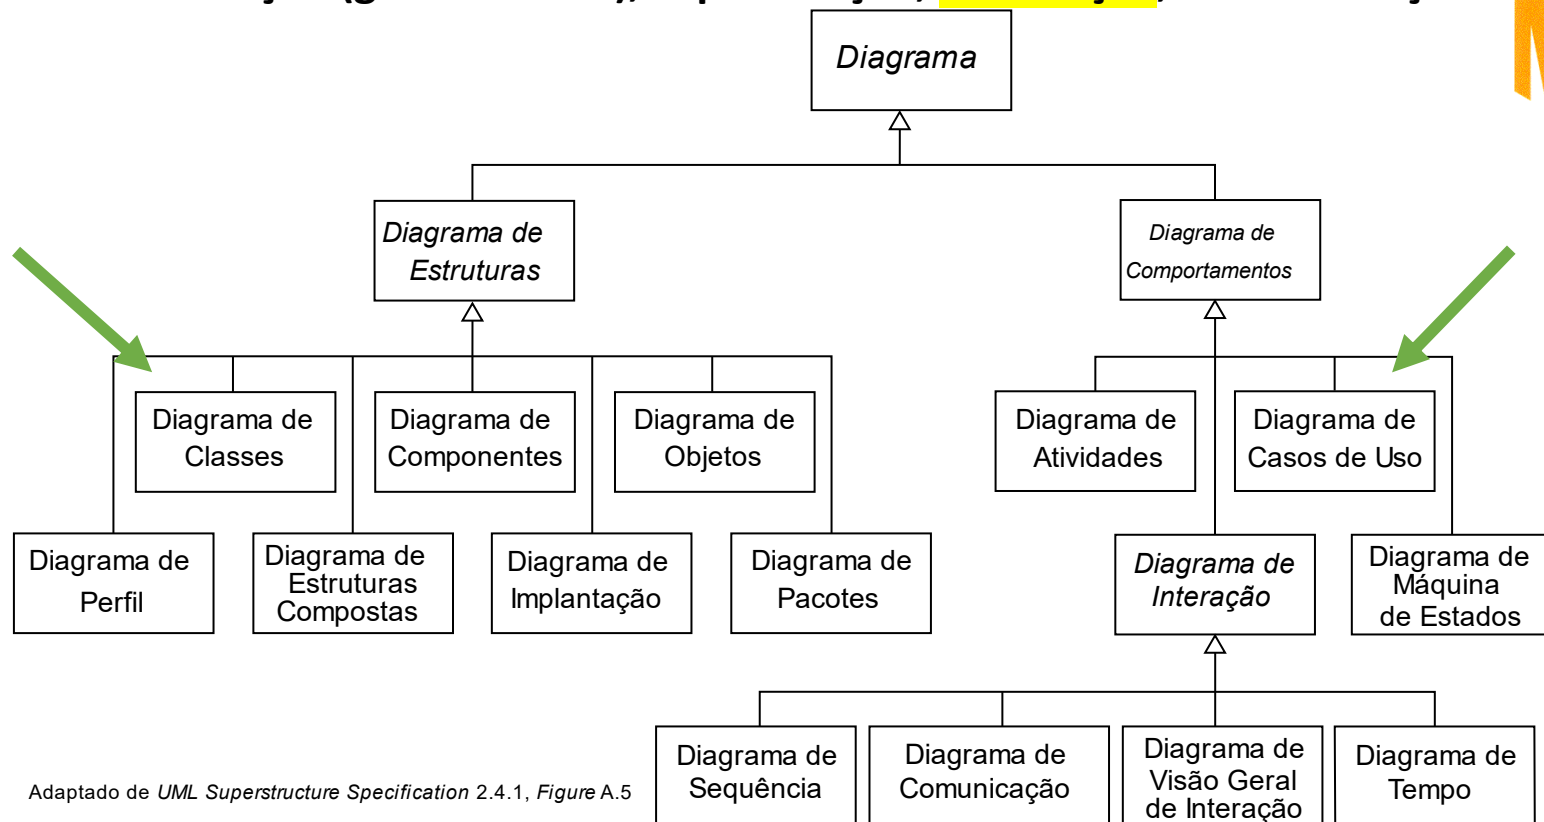 Diagrama
Diagrama de
Estruturas
Diagrama de
Comportamentos
Diagrama de
Classes
Diagrama de
Componentes
Diagrama de
Objetos
Diagrama de
Atividades
Diagrama de
Casos de Uso
Diagrama de
Perfil
Diagrama de
Estruturas
Compostas
Diagrama de
Implantação
Diagrama de
Pacotes
Diagrama de
Interação
Diagrama de
Máquina
de Estados
Diagrama de
Sequência
Diagrama de
Comunicação
Diagrama de
Visão Geral
de Interação
Diagrama de
Tempo
Adaptado de UML Superstructure Specification 2.4.1, Figure A.5